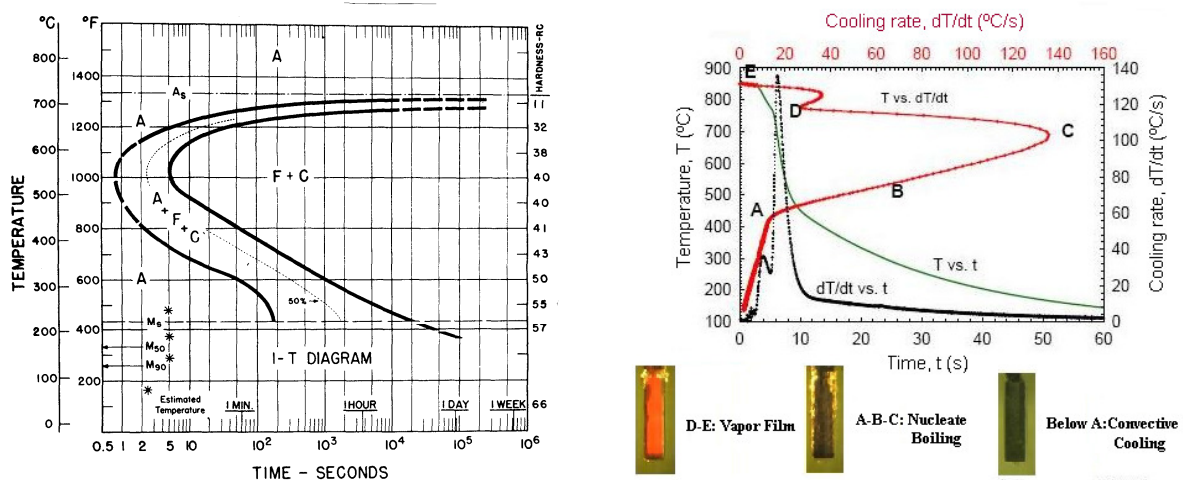 °C
°F
HARDNESS-RC
800
700
600
500
400
300
200
100
0
TEMPERATURE
1400
1200
1000
800
600
400
200
A
As
A
F + C
A
+
F
+
C
A
50%
Ms
M50
M90
* 
*
*
*
Estimated
Temperature
I-T DIAGRAM
1 MIN.
1 HOUR
1 DAY
1 WEEK
11
32
38
40
40
41
43
50
55
57
66
0.5 1 2 5 10 10² 10³ 10⁴ 10⁵ 10⁶
TIME - SECONDS
Cooling rate, dT/dt (ºC/s)
0 20 40 60 80 100 120 140 160
Temperature, T (ºC)
900
800
700
600
500
400
300
200
100
E
D
T vs. dT/dt
C
B
A
T vs. t
dT/dt vs. t
140
120
100
80
60
40
20
0
Cooling rate, dT/dt (ºC/s)
0 10 20 30 40 50 60
Time, t (s)
D-E: Vapor Film
A-B-C: Nucleate
Boiling
Below A:Convective
Cooling